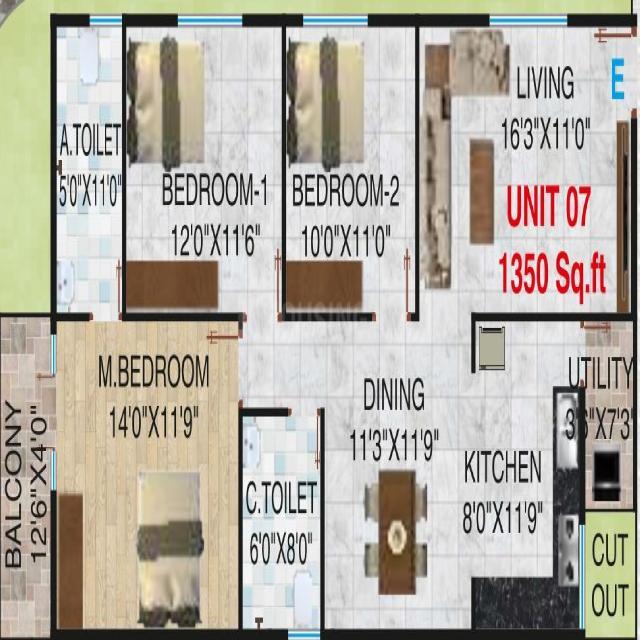 A.TOILET
5'0"X11'0"
BEDROOM-1
12'0"X11'6"
BEDROOM-2
10'0"X11'0"
LIVING
16'3"X11'0"
E
UNIT 07
1350 Sq.ft
M.BEDROOM
14'0"X11'9"
BALCONY
12'6"X4'0"
C.TOILET
6'0"X8'0"
DINING
11'3"X11'9"
KITCHEN
8'0"X11'9"
UTILITY
3'6"X7'3
CUT
OUT